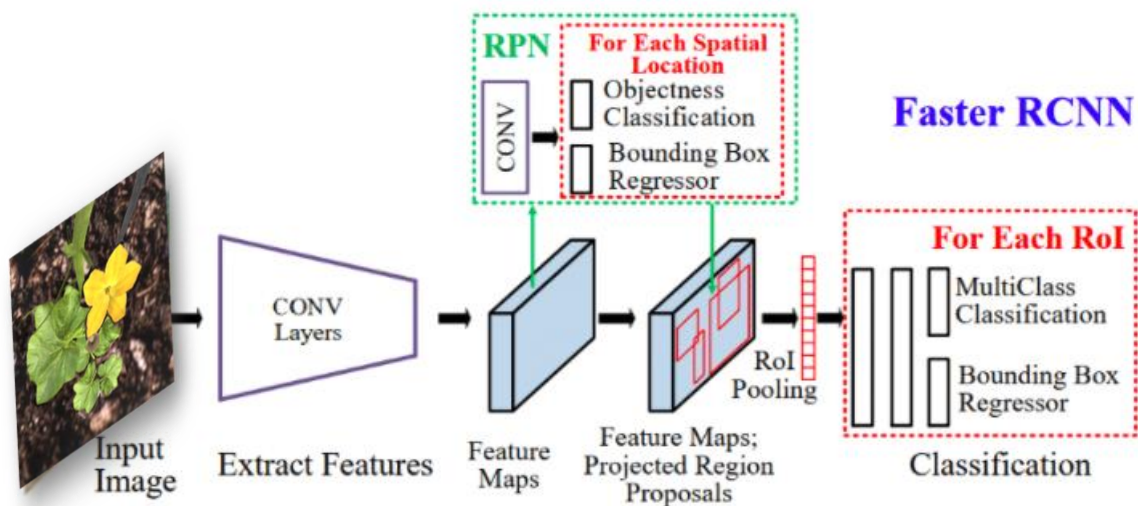 RPN
For Each Spatial
Location
CONV
Objectness
Classification
Bounding Box
Regressor
Faster RCNN
CONV
Layers
For Each RoI
MultiClass
Classification
Bounding Box
Regressor
RoI
Pooling
Input
Image
Extract Features
Feature
Maps
Feature Maps;
Projected Region
Proposals
Classification